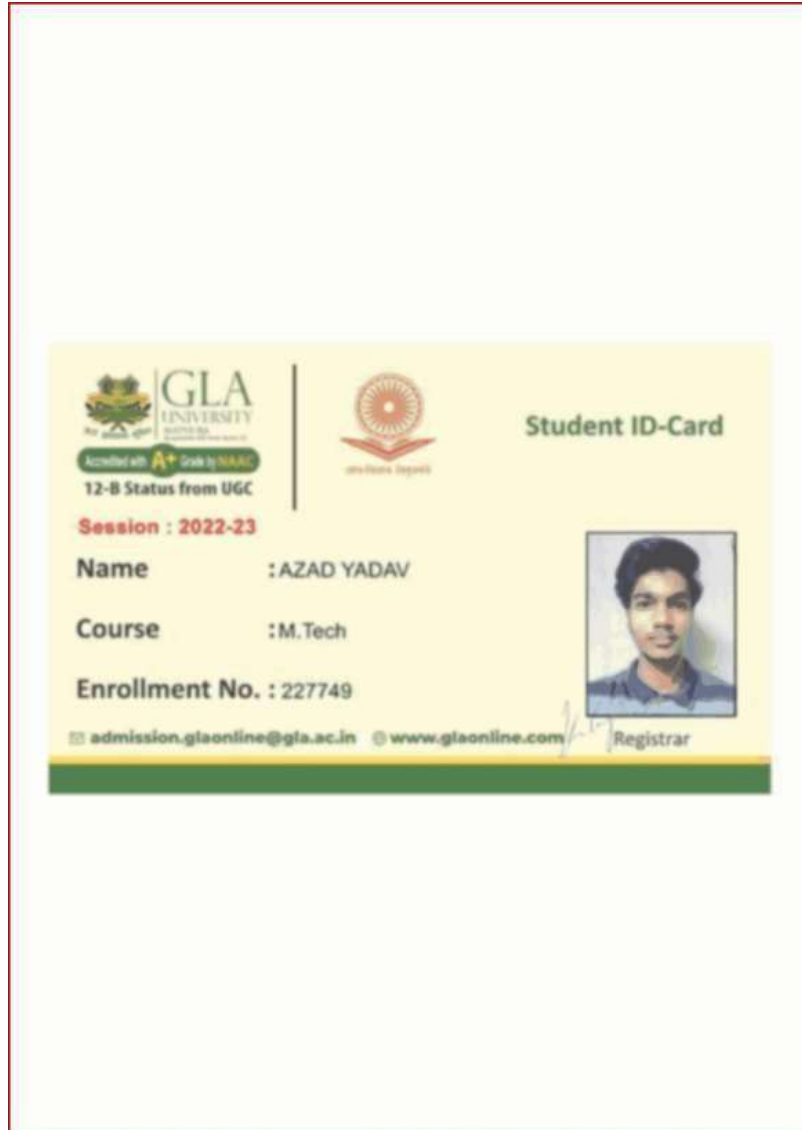 GLA
UNIVERSITY
MATHURA
Accredited with A+ Grade by NAAC
12-B Status from UGC
Student ID-Card
Session : 2022-23
Name : AZAD YADAV
Course : M.Tech
Enrollment No. : 227749
admission.glaonline@gla.ac.in www.glaonline.com
Registrar